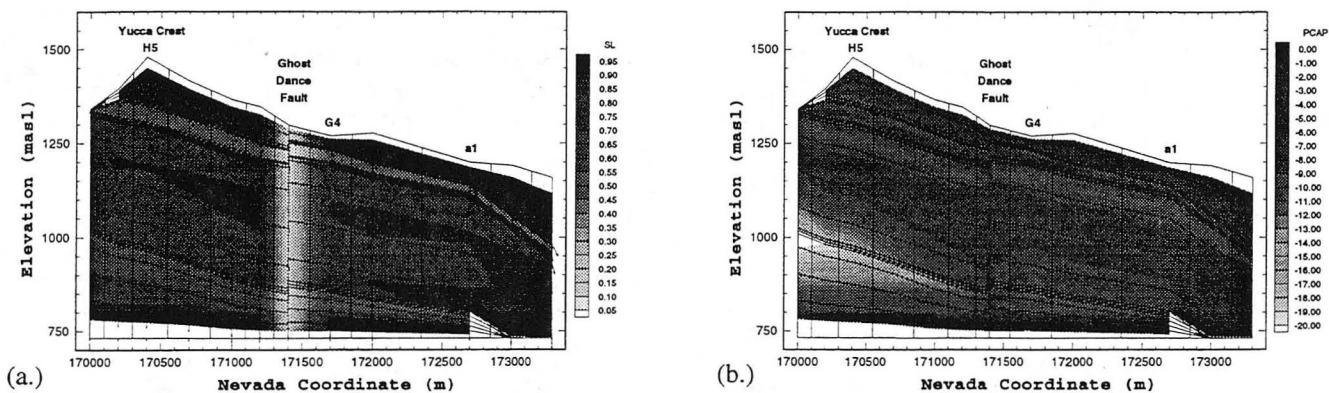 Yucca Crest
H5
Ghost
Dance
Fault
G4
a1
SL
0.95
0.90
0.85
0.80
0.75
0.70
0.65
0.60
0.55
0.50
0.45
0.40
0.35
0.30
0.25
0.20
0.15
0.10
0.05
1500
1250
1000
750
Elevation (masl)
170000 170500 171000 171500 172000 172500 173000
Nevada Coordinate (m)
(a.)
Yucca Crest
H5
Ghost
Dance
Fault
G4
a1
PCAP
0.00
-1.00
-2.00
-3.00
-4.00
-5.00
-6.00
-7.00
-8.00
-9.00
-10.00
-11.00
-12.00
-13.00
-14.00
-15.00
-16.00
-17.00
-18.00
-19.00
-20.00
1500
1250
1000
750
Elevation (masl)
170000 170500 171000 171500 172000 172500 173000
Nevada Coordinate (m)
(b.)